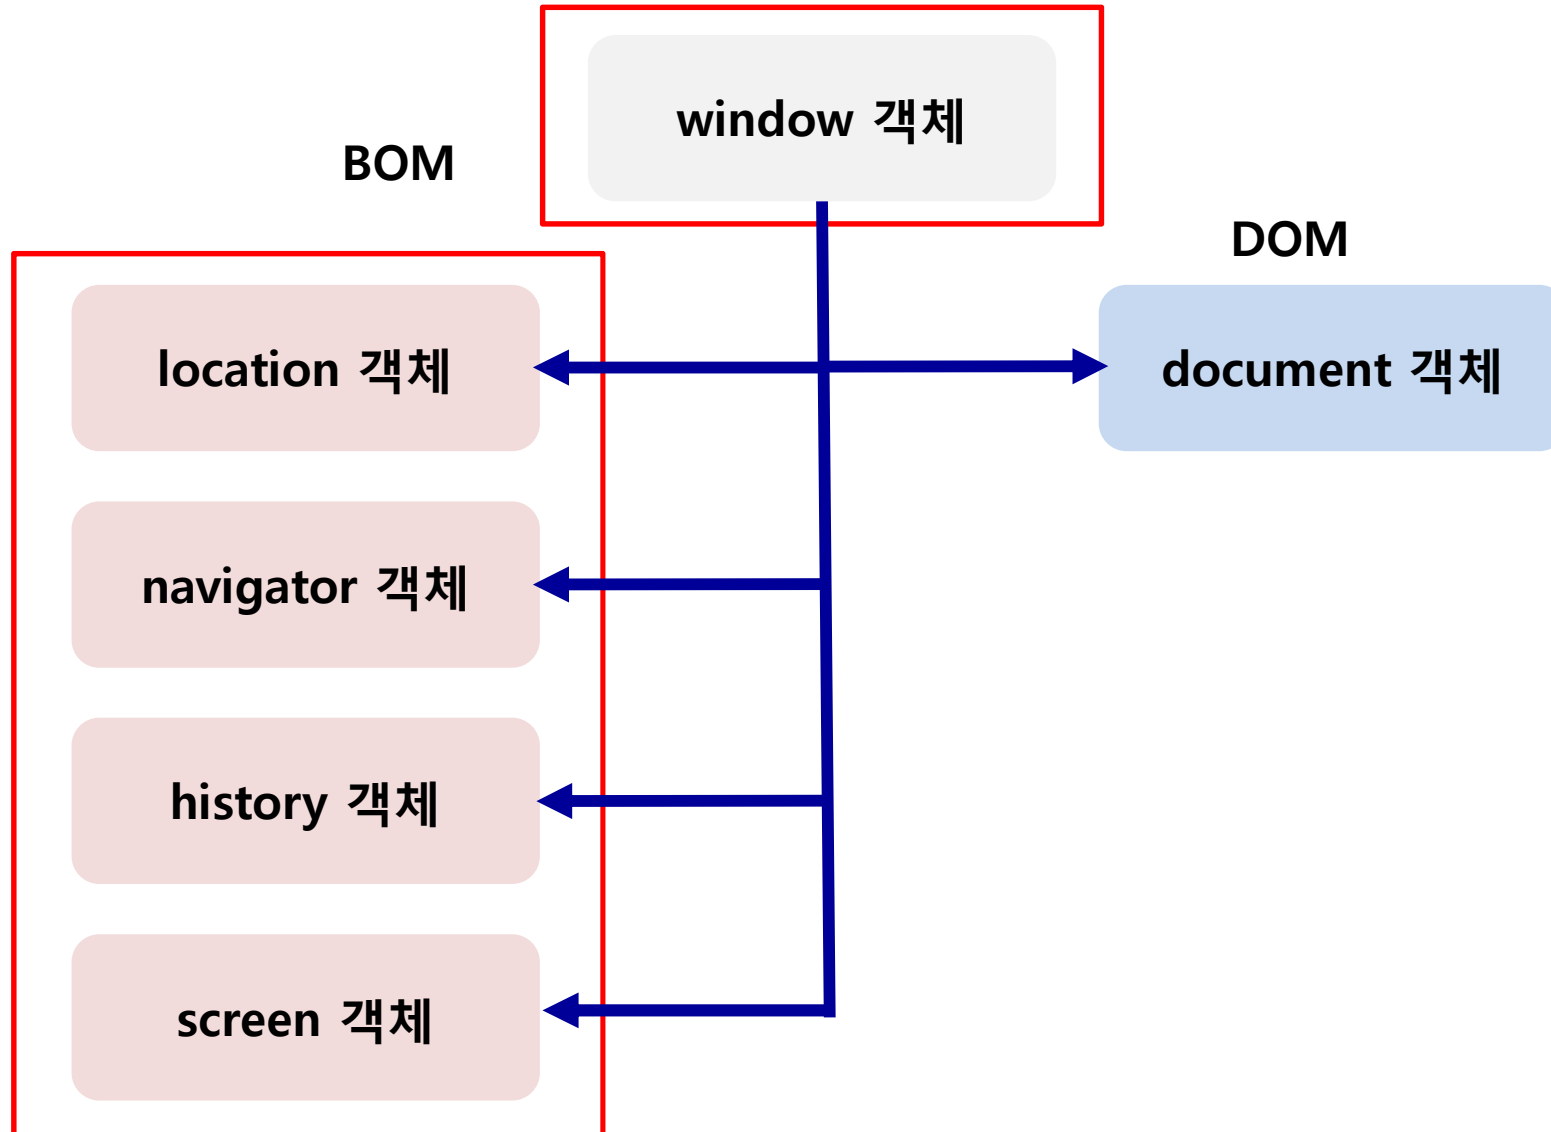 window 객체
BOM
DOM
location 객체
document 객체
navigator 객체
history 객체
screen 객체